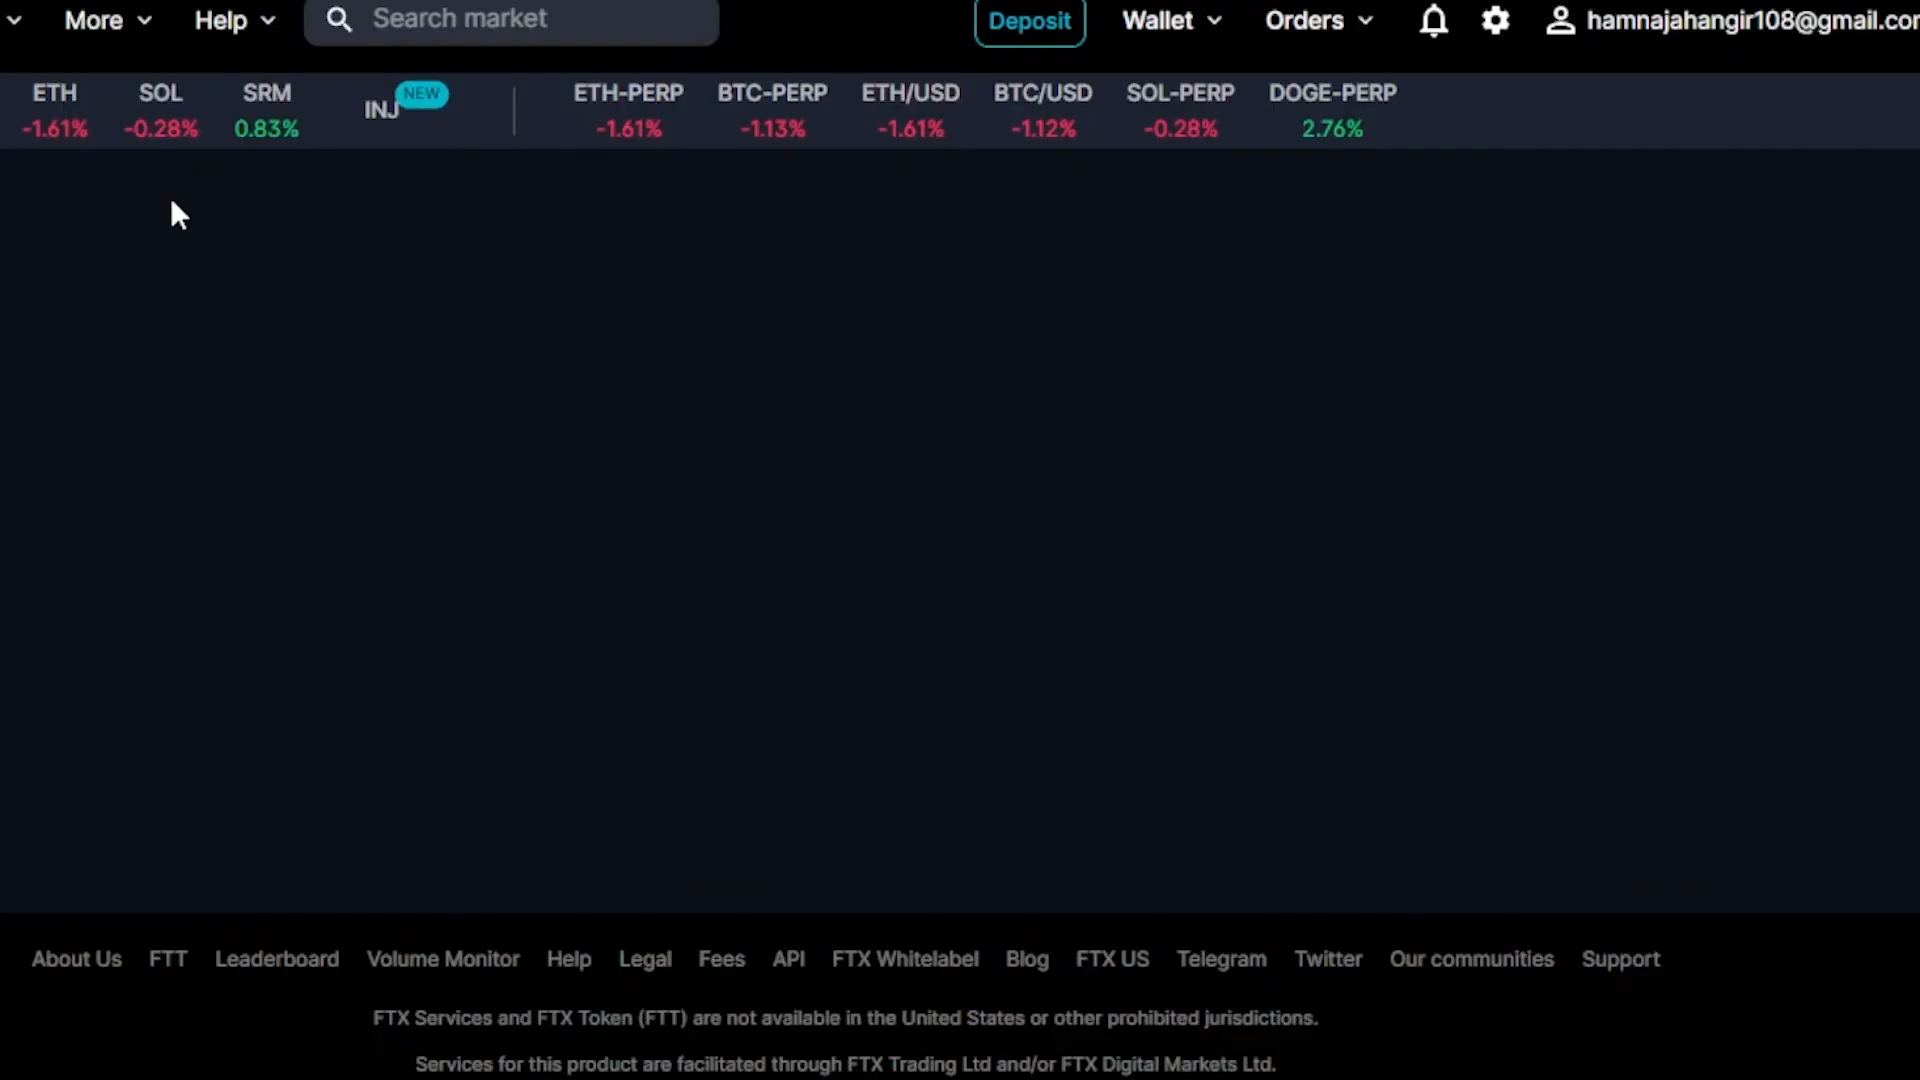 More Help Search market Deposit Wallet Orders hamnajahangir108@gmail.co
ETH SOL SRM INJ NEW ETH-PERP BTC-PERP ETH/USD BTC/USD SOL-PERP DOGE-PERP
-1.61% -0.28% 0.83% -1.61% -1.13% -1.61% -1.12% -0.28% 2.76%
About Us FTT Leaderboard Volume Monitor Help Legal Fees API FTX Whitelabel Blog FTX US Telegram Twitter Our communities Support
FTX Services and FTX Token (FTT) are not available in the United States or other prohibited jurisdictions.
Services for this product are facilitated through FTX Trading Ltd and/or FTX Digital Markets Ltd.